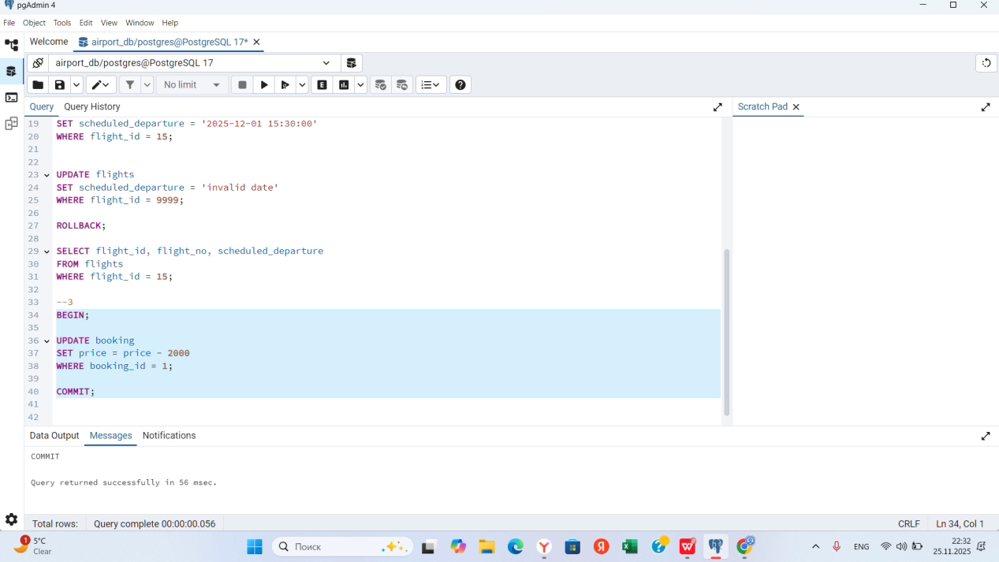 pgAdmin 4
File Object Tools Edit View Window Help
Welcome airport_db/postgres@PostgreSQL 17*
airport_db/postgres@PostgreSQL 17
No limit
E
Query Query History
Scratch Pad
19 SET scheduled_departure = '2025-12-01 15:30:00'
20 WHERE flight_id = 15;
21
22
23 UPDATE flights
24 SET scheduled_departure = 'invalid date'
25 WHERE flight_id = 9999;
26
27 ROLLBACK;
28
29 SELECT flight_id, flight_no, scheduled_departure
30 FROM flights
31 WHERE flight_id = 15;
32
33 --3
34 BEGIN;
35
36 UPDATE booking
37 SET price = price - 2000
38 WHERE booking_id = 1;
39
40 COMMIT;
41
42
Data Output Messages Notifications
COMMIT
Query returned successfully in 56 msec.
Total rows: Query complete 00:00:00.056
CRLF Ln 34, Col 1
1
5°C
Clear
Поиск
ENG
22:32
25.11.2025